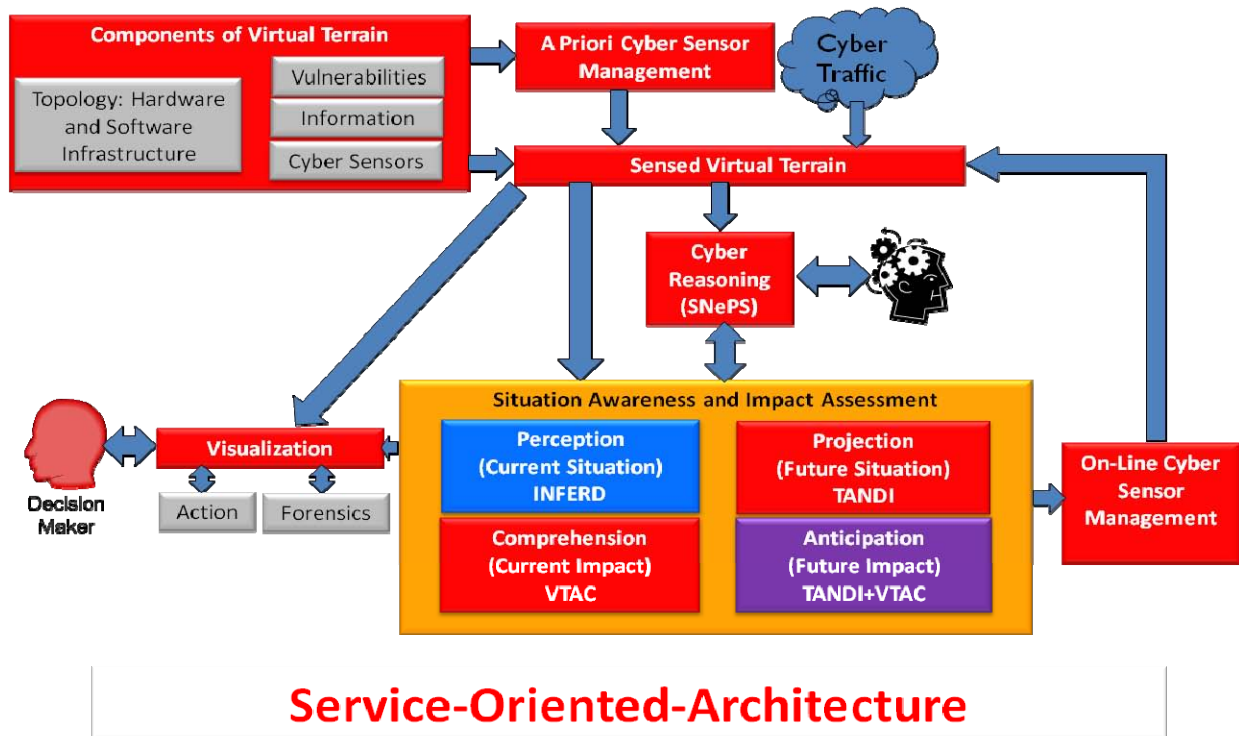 Components of Virtual Terrain
Topology: Hardware
and Software
Infrastructure
Vulnerabilities
Information
Cyber Sensors
A Priori Cyber Sensor
Management
Cyber
Traffic
Sensed Virtual Terrain
Cyber
Reasoning
(SNePS)
C H
Situation Awareness and Impact Assessment
Perception
(Current Situation)
INFERD
Projection
(Future Situation)
TANDI
Comprehension
(Current Impact)
VTAC
Anticipation
(Future Impact)
TANDI+VTAC
Decision
Maker
Visualization
Action
Forensics
On-Line Cyber
Sensor
Management
Service-Oriented-Architecture